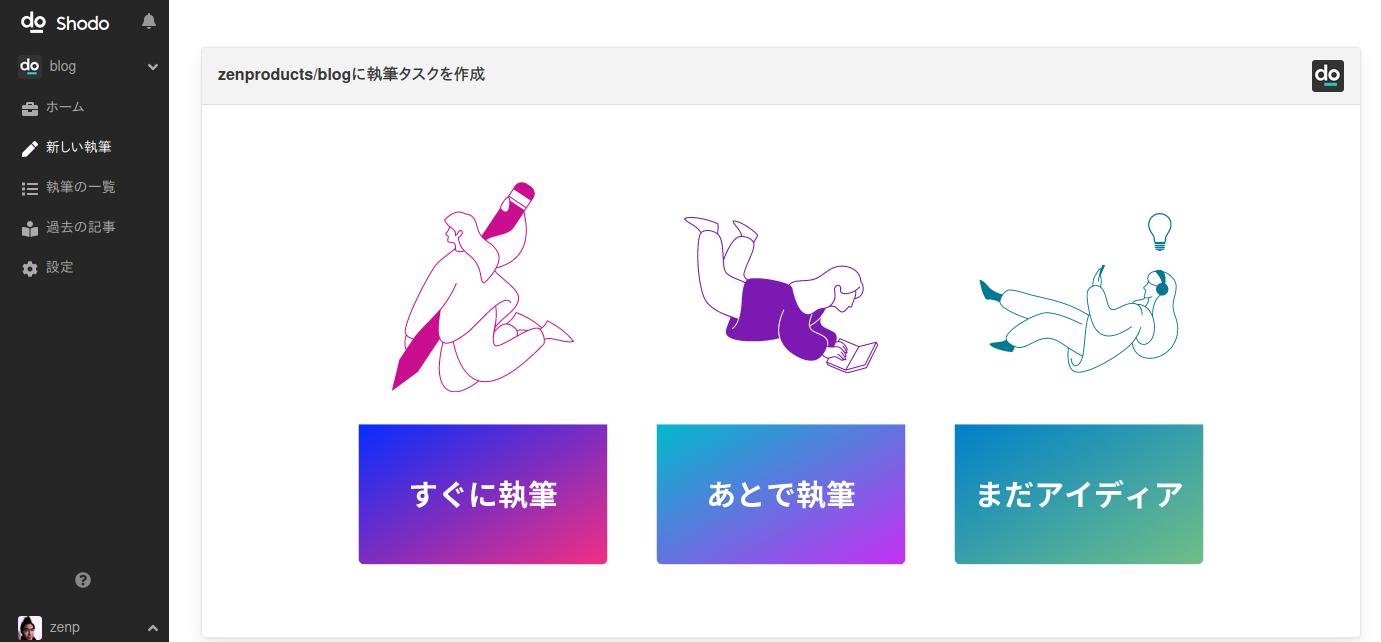 do Shodo
do blog
ホーム
新しい執筆
執筆の一覧
過去の記事
設定
?
zenp
zenproducts/blogに執筆タスクを作成
do
すぐに執筆
あとで執筆
まだアイディア